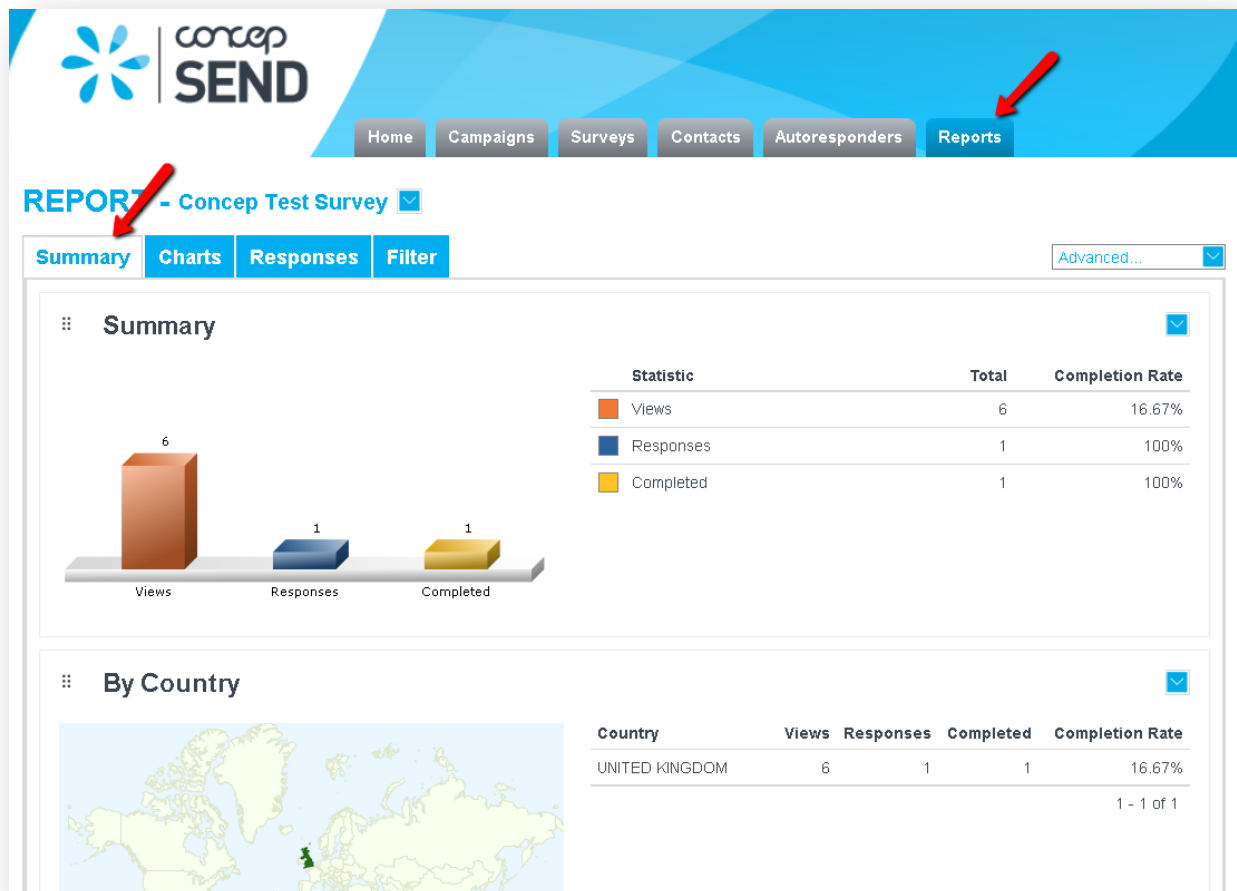 concep
SEND
Home Campaigns Surveys Contacts Autoresponders Reports
REPORT - Concep Test Survey
Summary Charts Responses Filter
Advanced...
Summary
Statistic Total Completion Rate
Views 6 16.67%
Responses 1 100%
Completed 1 100%
6
1
1
Views Responses Completed
By Country
Country Views Responses Completed Completion Rate
UNITED KINGDOM 6 1 1 16.67%
1 - 1 of 1